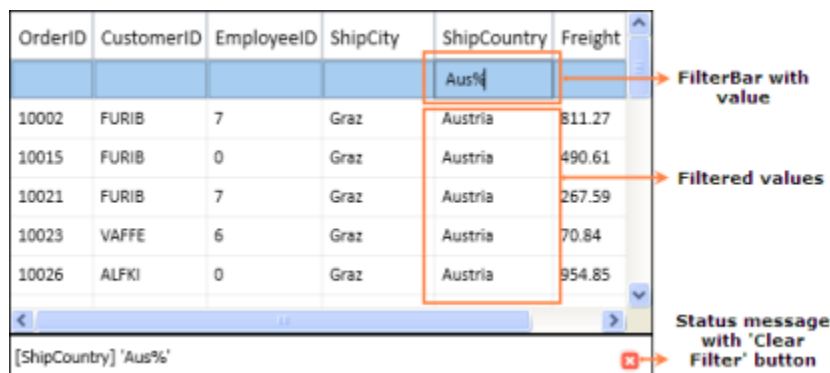 OrderID CustomerID EmployeeID ShipCity ShipCountry Freight
Aus%
FilterBar with
value
10002 FURIB 7 Graz Austria 811.27
10015 FURIB 0 Graz Austria 490.61
Filtered values
10021 FURIB 7 Graz Austria 267.59
10023 VAFFE 6 Graz Austria 70.84
10026 ALFKI 0 Graz Austria 954.85
Status message
with 'Clear
Filter' button
[ShipCountry] 'Aus%'